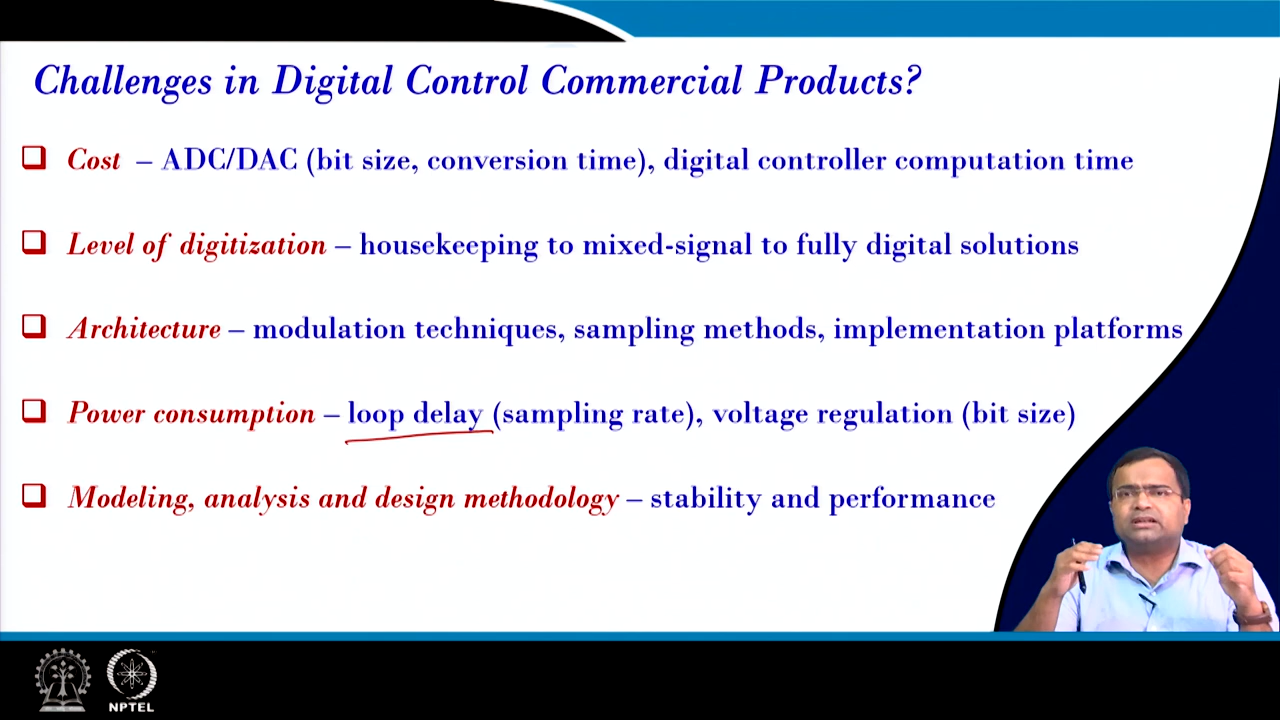 Challenges in Digital Control Commercial Products?
Cost – ADC/DAC (bit size, conversion time), digital controller computation time
Level of digitization – housekeeping to mixed-signal to fully digital solutions
Architecture – modulation techniques, sampling methods, implementation platforms
Power consumption – loop delay (sampling rate), voltage regulation (bit size)
Modeling, analysis and design methodology – stability and performance
NPTEL